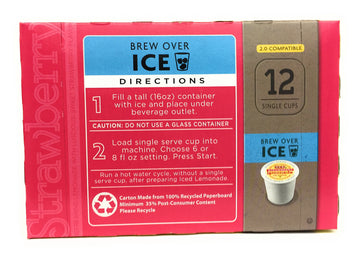 Strawberry
BREW OVER
ICE
DIRECTIONS
1 Fill a tall (16oz) container
with ice and place under
beverage outlet.
CAUTION: DO NOT USE A GLASS CONTAINER
2 Load single serve cup into
machine. Choose 6 or
8 fl oz setting. Press Start.
Run a hot water cycle, without a single
serve cup, after preparing Iced Lemonade.
Carton Made from 100% Recycled Paperboard
Minimum 35% Post-Consumer Content
Please Recycle
2.0 COMPATIBLE
12
SINGLE CUPS
BREW OVER
ICE